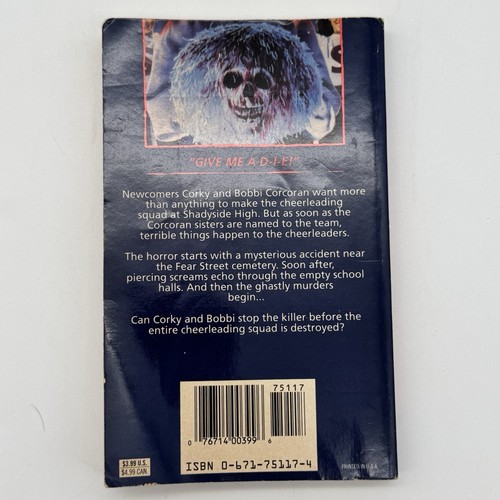 "GIVE ME A D-I-E!"
Newcomers Corky and Bobbi Corcoran want more
than anything to make the cheerleading
squad at Shadyside High. But as soon as the
Corcoran sisters are named to the team,
terrible things happen to the cheerleaders.
The horror starts with a mysterious accident near
the Fear Street cemetery. Soon after,
piercing screams echo through the empty school
halls. And then the ghastly murders
begin...
Can Corky and Bobbi stop the killer before the
entire cheerleading squad is destroyed?
75117
0 76714 00399 6
ISBN 0-671-75117-4
$3.99 U.S.
$4.99 CAN.
PRINTED IN U.S.A.